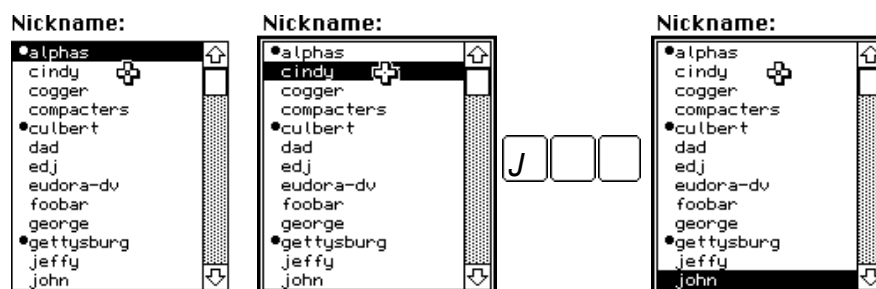 Nickname:
•alphas
cindy
cogger
compacters
•culbert
dad
edj
eudora-dv
foobar
george
•gettysburg
jeffy
john
Nickname:
•alphas
cindy
cogger
compacters
•culbert
dad
edj
eudora-dv
foobar
george
•gettysburg
jeffy
john
J
Nickname:
•alphas
cindy
cogger
compacters
•culbert
dad
edj
eudora-dv
foobar
george
•gettysburg
jeffy
john